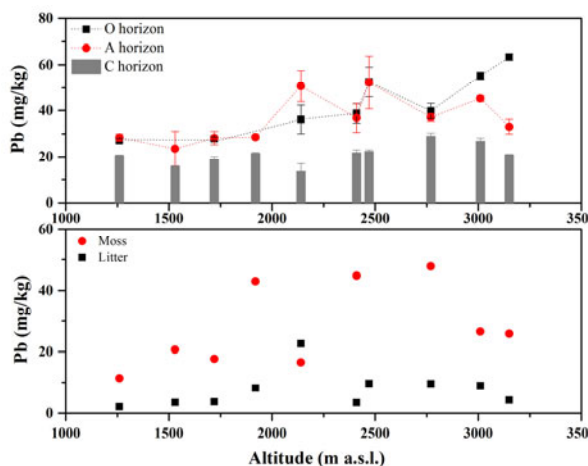 80
O horizon
A horizon
C horizon
60
40
20
0
Pb (mg/kg)
1000 1500 2000 2500 3000 350
60
Moss
Litter
40
20
0
Pb (mg/kg)
1000 1500 2000 2500 3000 350
Altitude (m a.s.l.)